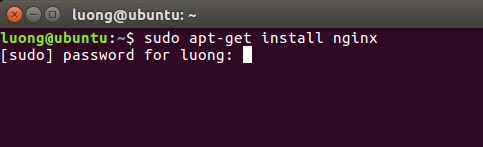 luong@ubuntu: ~
luong@ubuntu:~$ sudo apt-get install nginx
[sudo] password for luong: